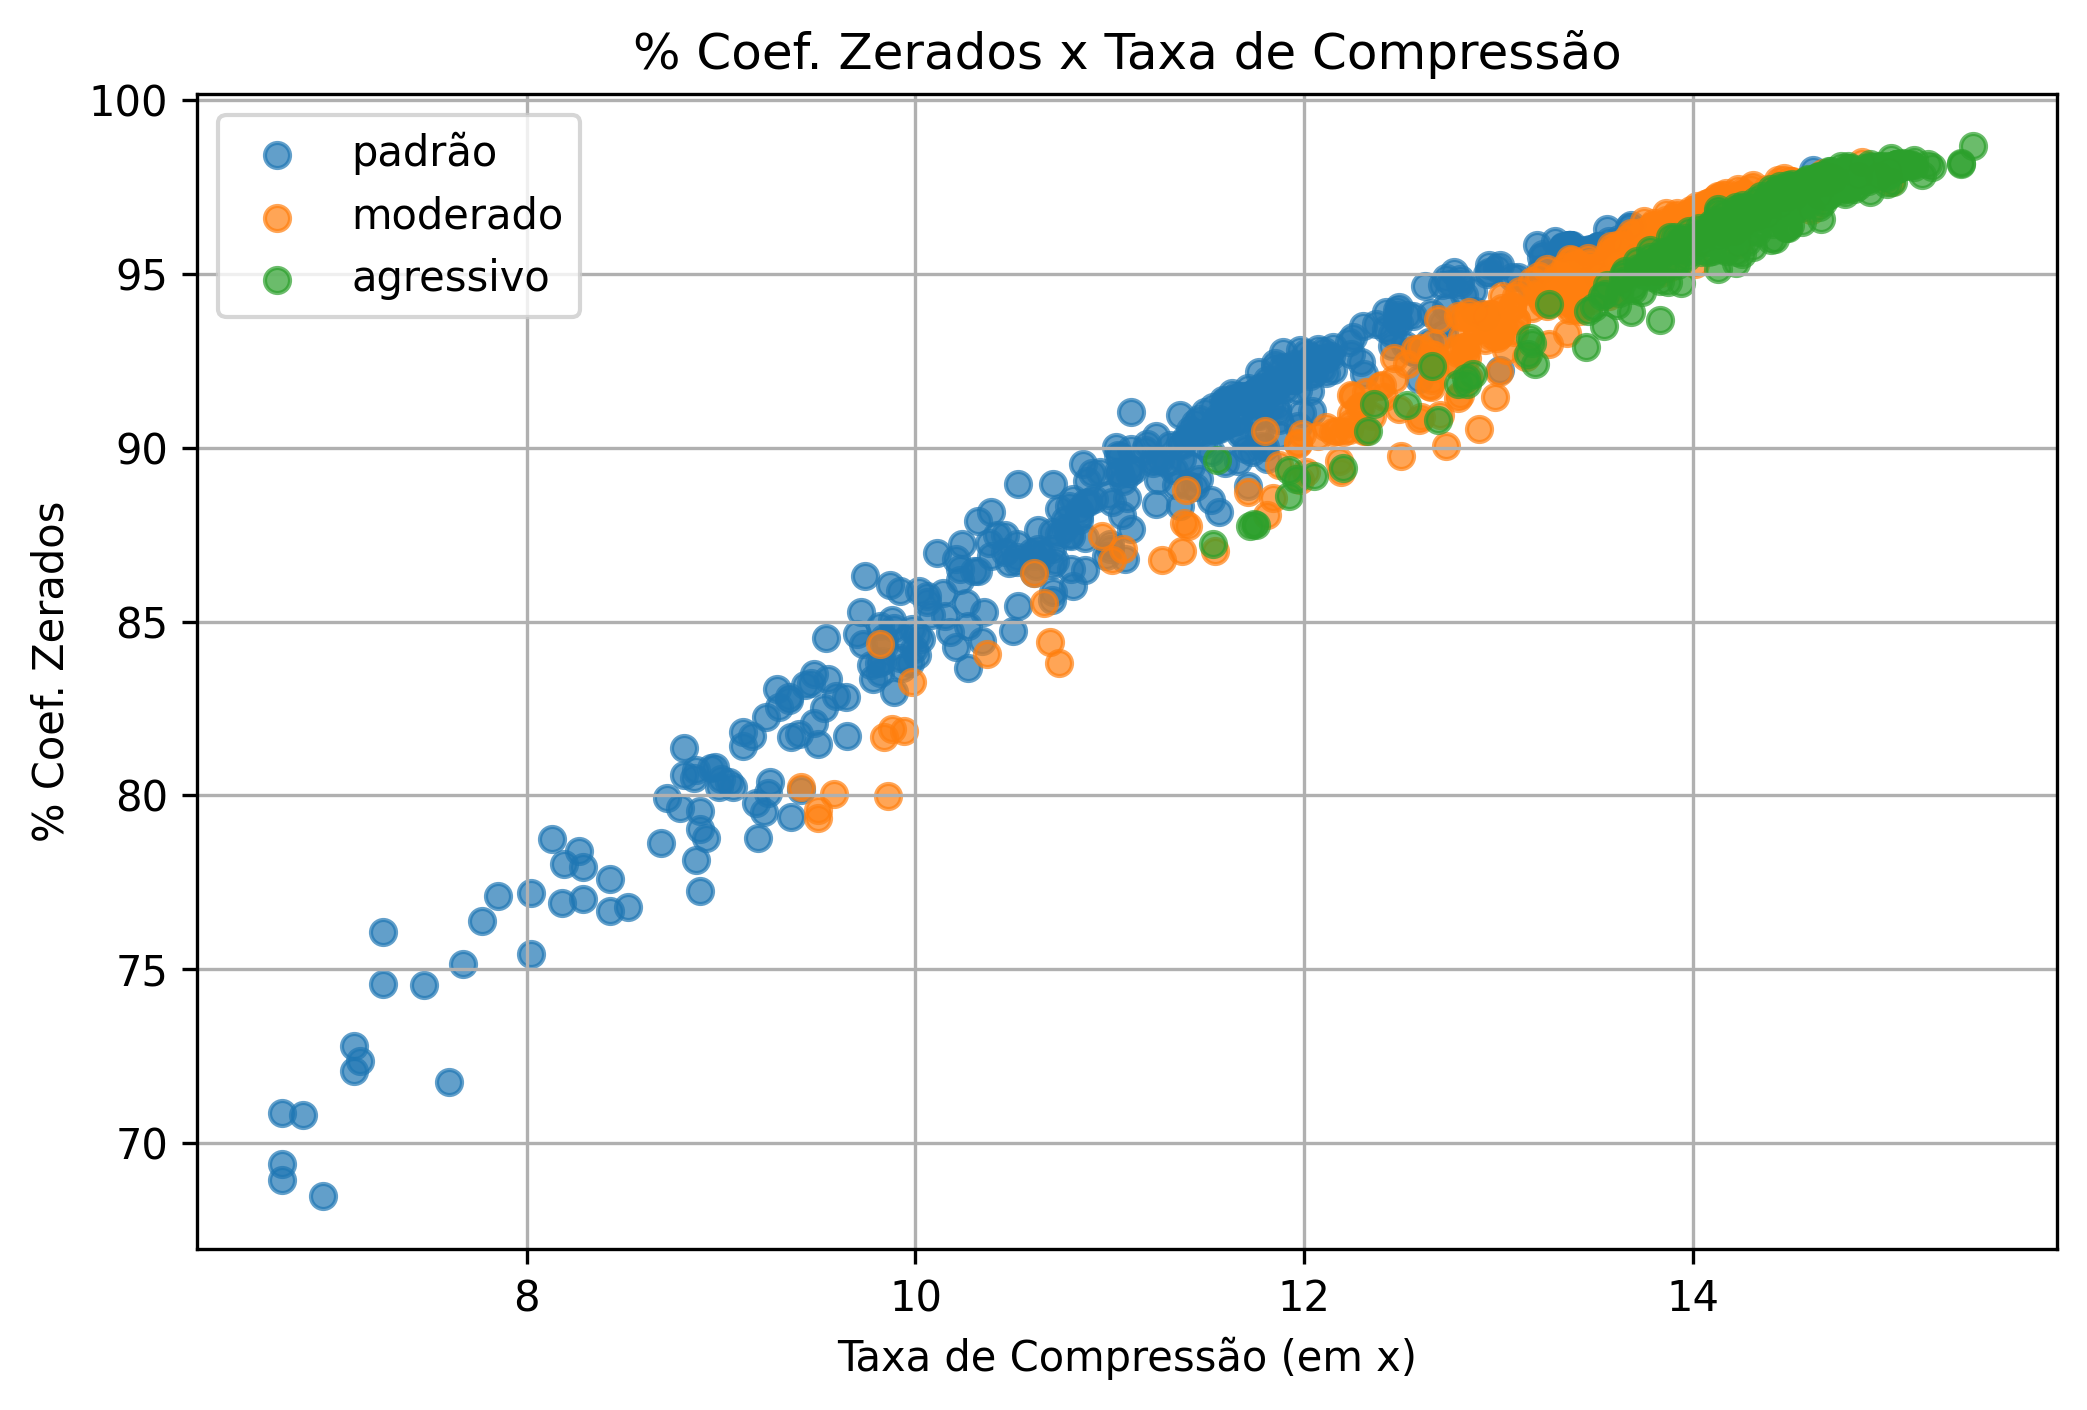 % Coef. Zerados x Taxa de Compressão
100
95
90
85
80
75
70
% Coef. Zerados
padrão
moderado
agressivo
8 10 12 14
Taxa de Compressão (em x)